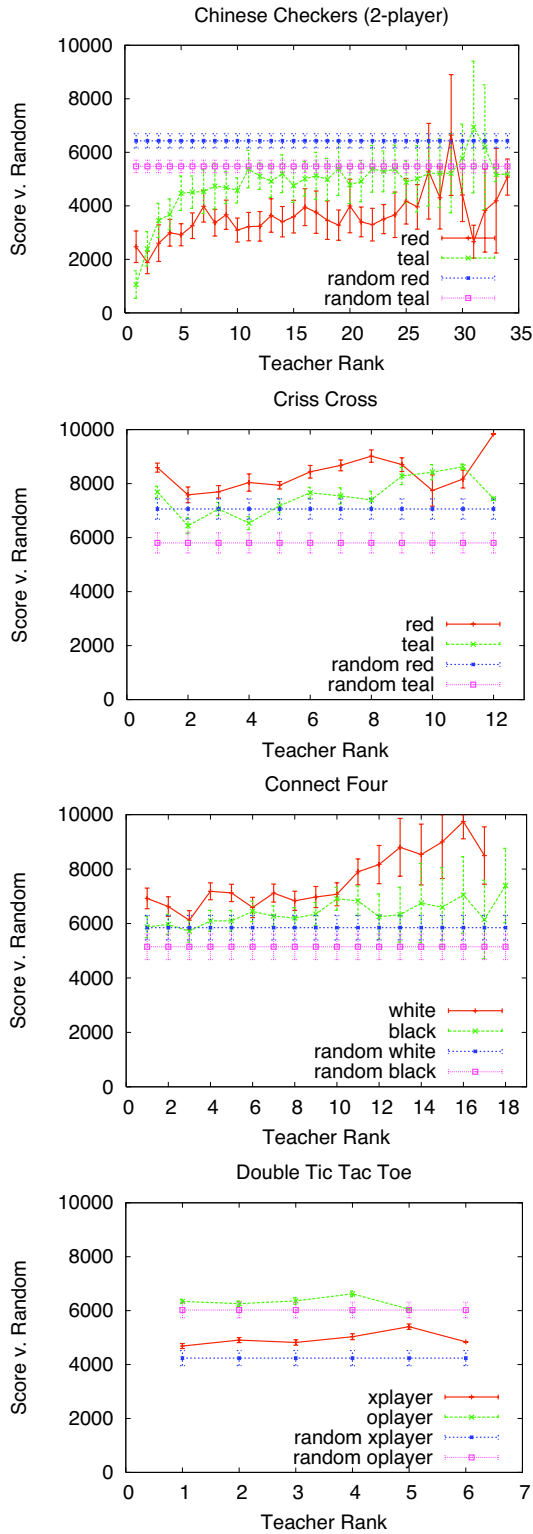 Chinese Checkers (2-player)
10000
8000
6000
4000
2000
0
Score v. Random
red
teal
random red
random teal
0 5 10 15 20 25 30 35
Teacher Rank
Criss Cross
10000
8000
6000
4000
2000
0
Score v. Random
red
teal
random red
random teal
0 2 4 6 8 10 12
Teacher Rank
Connect Four
10000
8000
6000
4000
2000
0
Score v. Random
white
black
random white
random black
0 2 4 6 8 10 12 14 16 18
Teacher Rank
Double Tic Tac Toe
10000
8000
6000
4000
2000
0
Score v. Random
xplayer
oplayer
random xplayer
random oplayer
0 1 2 3 4 5 6 7
Teacher Rank